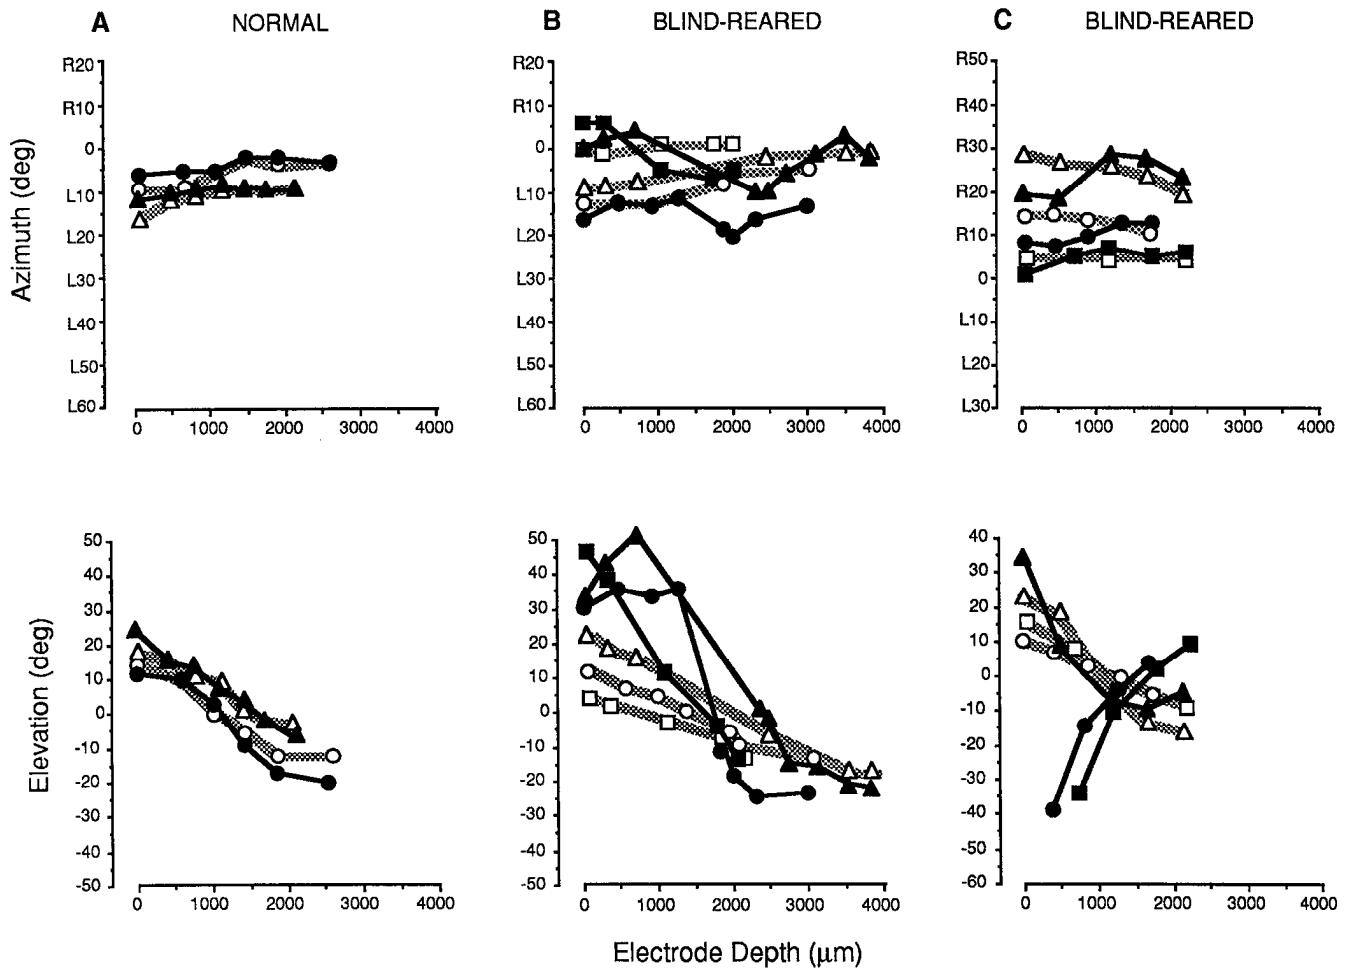 A NORMAL B BLIND-REARED C BLIND-REARED
Azimuth (deg)
R20
R10
0
L10
L20
L30
L40
L50
L60
0 1000 2000 3000 4000
R20
R10
0
L10
L20
L30
L40
L50
L60
0 1000 2000 3000 4000
R50
R40
R30
R20
R10
0
L10
L20
L30
0 1000 2000 3000 4000
Elevation (deg)
50
40
30
20
10
0
-10
-20
-30
-40
-50
0 1000 2000 3000 4000
50
40
30
20
10
0
-10
-20
-30
-40
-50
0 1000 2000 3000 4000
40
30
20
10
0
-10
-20
-30
-40
-50
-60
0 1000 2000 3000 4000
Electrode Depth (μm)